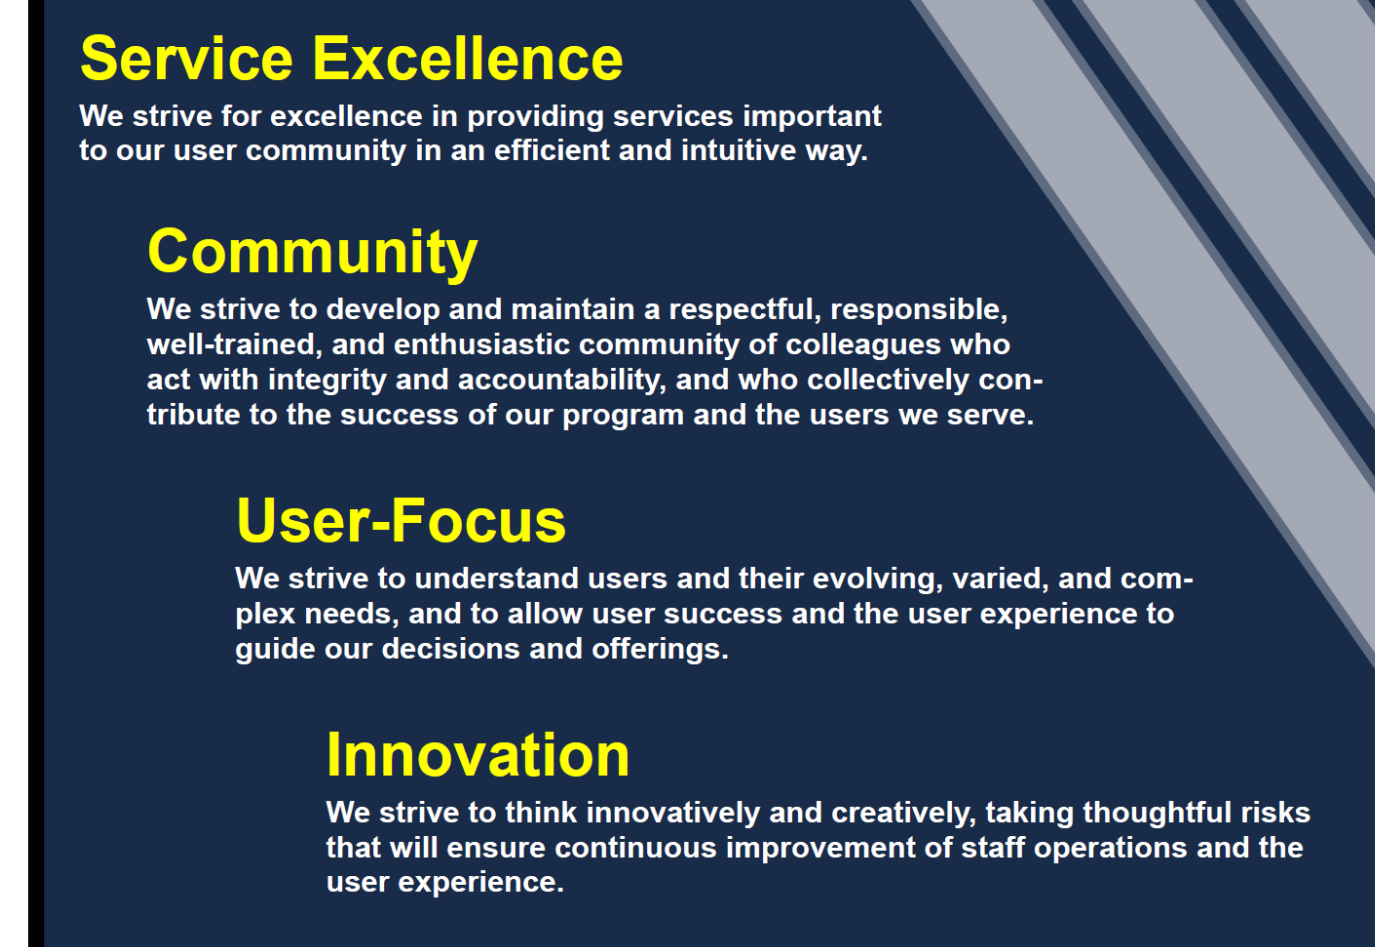 Service Excellence
We strive for excellence in providing services important
to our user community in an efficient and intuitive way.
Community
We strive to develop and maintain a respectful, responsible,
well-trained, and enthusiastic community of colleagues who
act with integrity and accountability, and who collectively con-
tribute to the success of our program and the users we serve.
User-Focus
We strive to understand users and their evolving, varied, and com-
plex needs, and to allow user success and the user experience to
guide our decisions and offerings.
Innovation
We strive to think innovatively and creatively, taking thoughtful risks
that will ensure continuous improvement of staff operations and the
user experience.